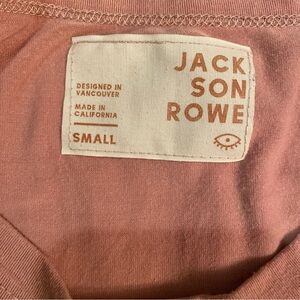 JACK
SON
ROWE
DESIGNED IN
VANCOUVER
MADE IN
CALIFORNIA
SMALL